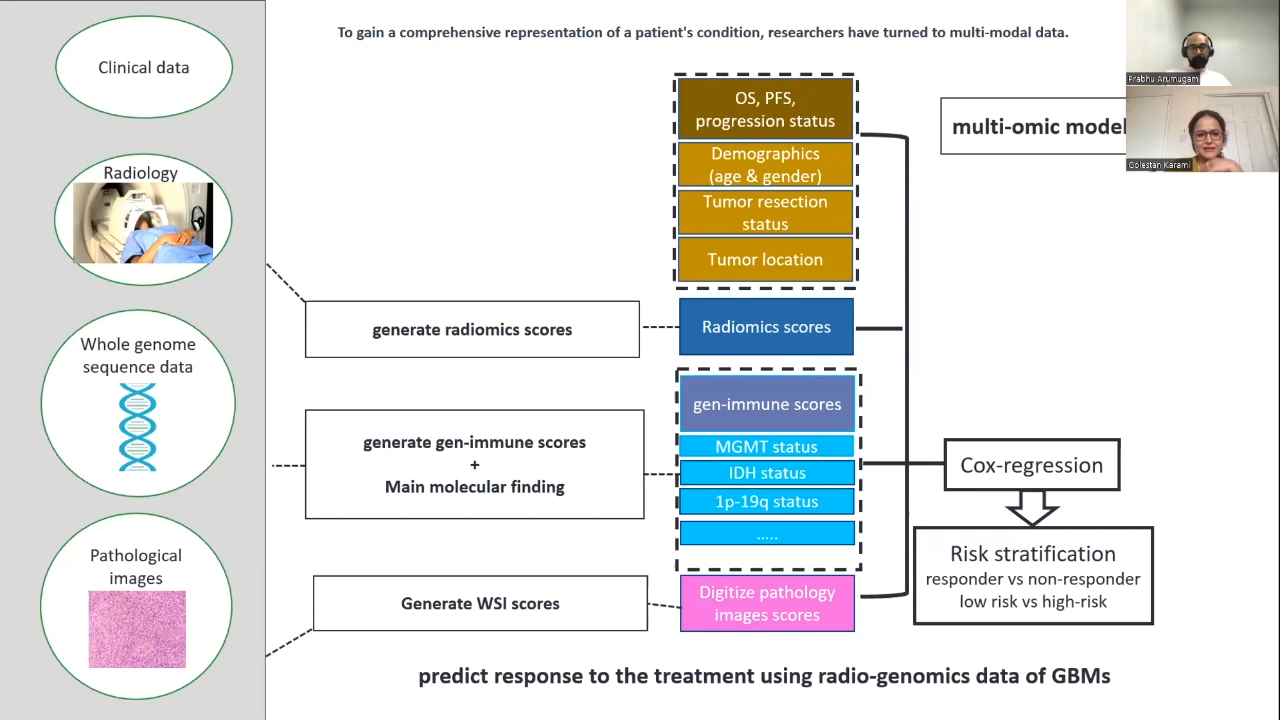 To gain a comprehensive representation of a patient's condition, researchers have turned to multi-modal data.
Clinical data
Radiology
Whole genome
sequence data
Pathological
images
generate radiomics scores
generate gen-immune scores
+
Main molecular finding
Generate WSI scores
OS, PFS,
progression status
Demographics
(age & gender)
Tumor resection
status
Tumor location
Radiomics scores
gen-immune scores
MGMT status
IDH status
1p-19q status
.....
Digitize pathology
images scores
multi-omic model
Cox-regression
Risk stratification
responder vs non-responder
low risk vs high-risk
predict response to the treatment using radio-genomics data of GBMs
Prabhu Arumugam
Golestan Karami